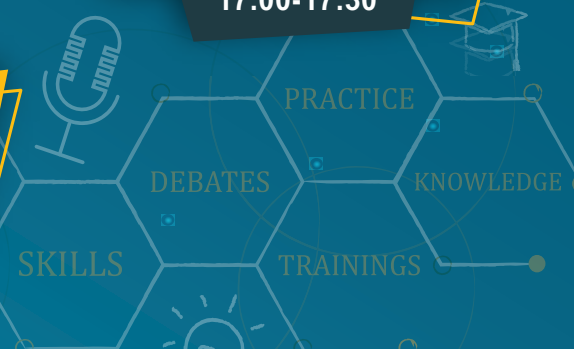 17:00-17:30
PRACTICE
DEBATES
KNOWLEDGE
SKILLS
TRAININGS